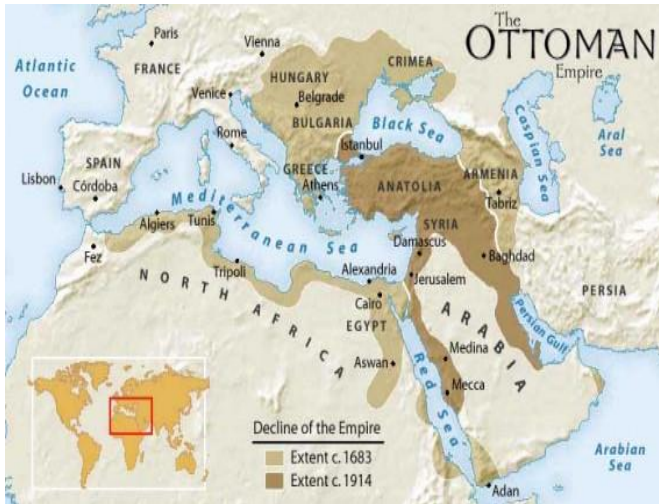 The
OTTOMAN
Empire
Paris
Vienna
CRIMEA
Atlantic
Ocean
FRANCE
HUNGARY
Venice
Belgrade
BULGARIA
Black Sea
Caspian Sea
Aral
Sea
Rome
Istanbul
SPAIN
Lisbon
Córdoba
GREECE
Athens
ANATOLIA
ARMENIA
Tabriz
Mediterranean Sea
Algiers
Tunis
SYRIA
Damascus
Baghdad
Fez
Tripoli
Alexandria
Jerusalem
PERSIA
NORTH AFRICA
Cairo
EGYPT
ARABIA
Persian Gulf
Aswan
Red Sea
Medina
Mecca
Decline of the Empire
Extent c. 1683
Extent c. 1914
Adan
Arabian
Sea